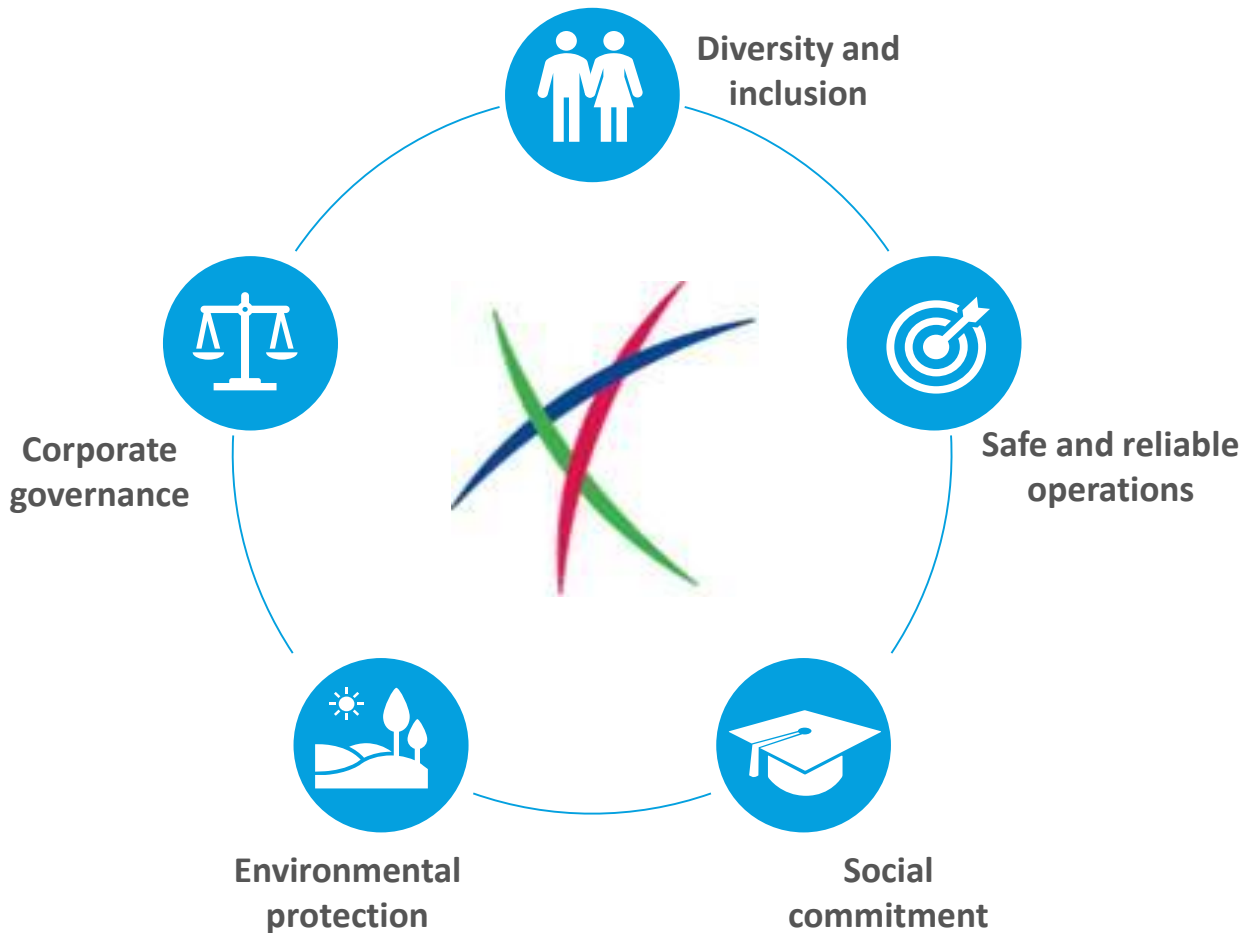 Diversity and
inclusion
Safe and reliable
operations
Social
commitment
Environmental
protection
Corporate
governance